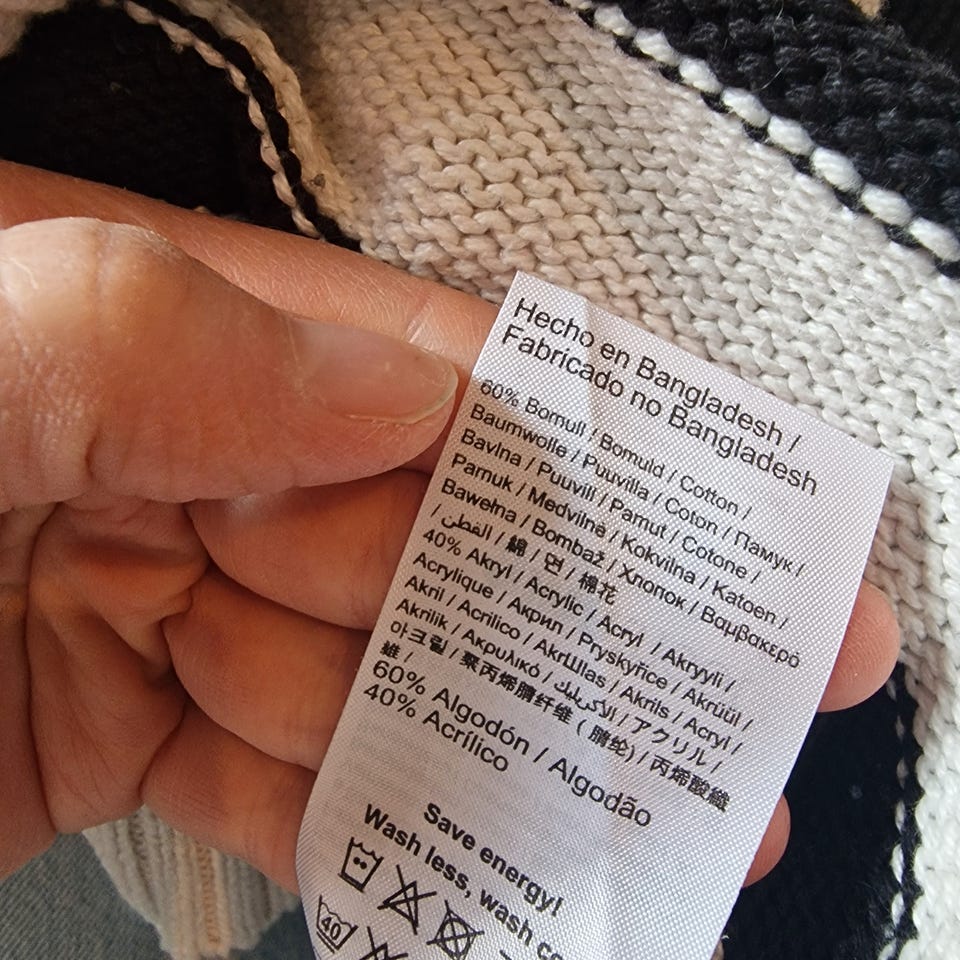 Hecho en Bangladesh /
Fabricado no Bangladesh
60% Bomull / Bomuld / Cotton /
Baumwolle / Puuvilla / Coton / Памук /
Bavlna / Puuvill / Pamut / Cotone /
Pamuk / Medvilnė / Kokvilna / Katoen /
Bawełna / Bombaž / Хлопок / Βαμβακερό
/ القطن / 綿 / 면 / 棉花
40% Akryl / Acrylic / Acryl / Akryyli /
Acrylique / Акрил / Pryskyřice / Akrüül /
Akril / Acrilico / AkrШlas / Akrils / Acryl /
Akrilik / Ακρυλικό / الاكريليك / アクリル /
아크릴 / 聚丙烯腈纤维 ( 腈纶) / 丙烯酸纖
維 /
60% Algodón / Algodão
40% Acrílico
Save energy!
Wash less, wash
40